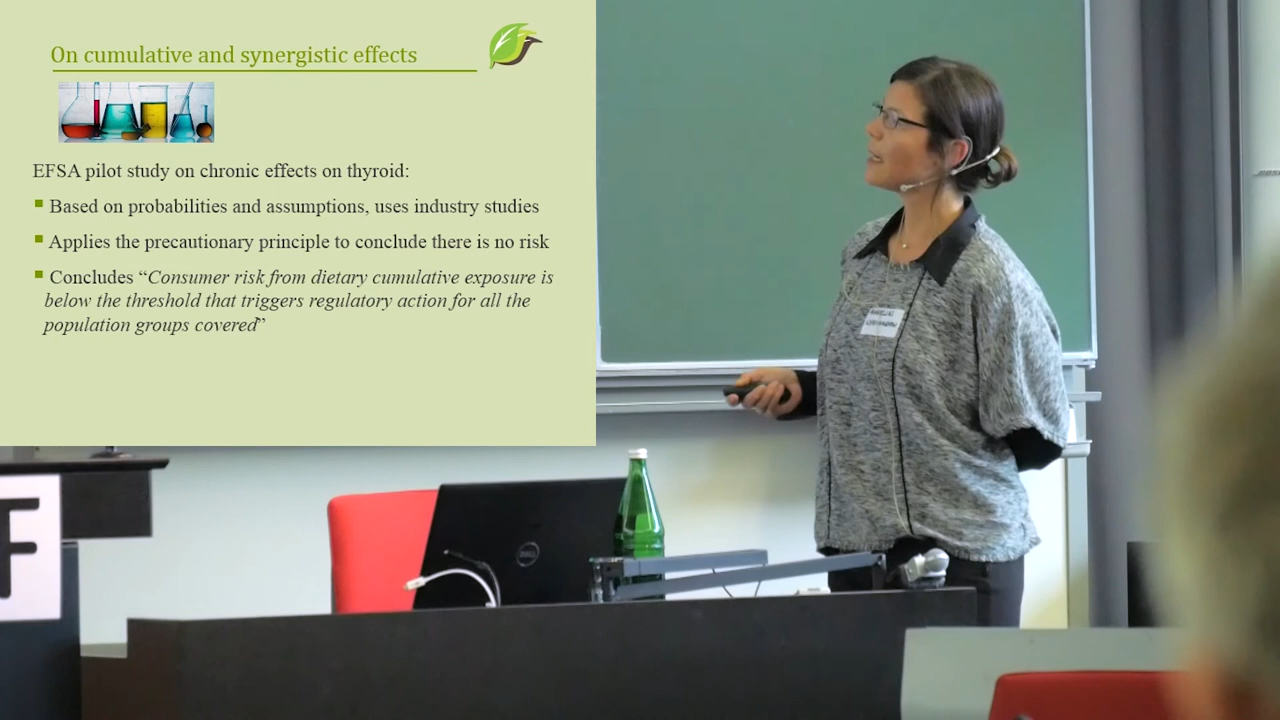 On cumulative and synergistic effects
EFSA pilot study on chronic effects on thyroid:
Based on probabilities and assumptions, uses industry studies
Applies the precautionary principle to conclude there is no risk
Concludes “Consumer risk from dietary cumulative exposure is
below the threshold that triggers regulatory action for all the
population groups covered”
F
DELL